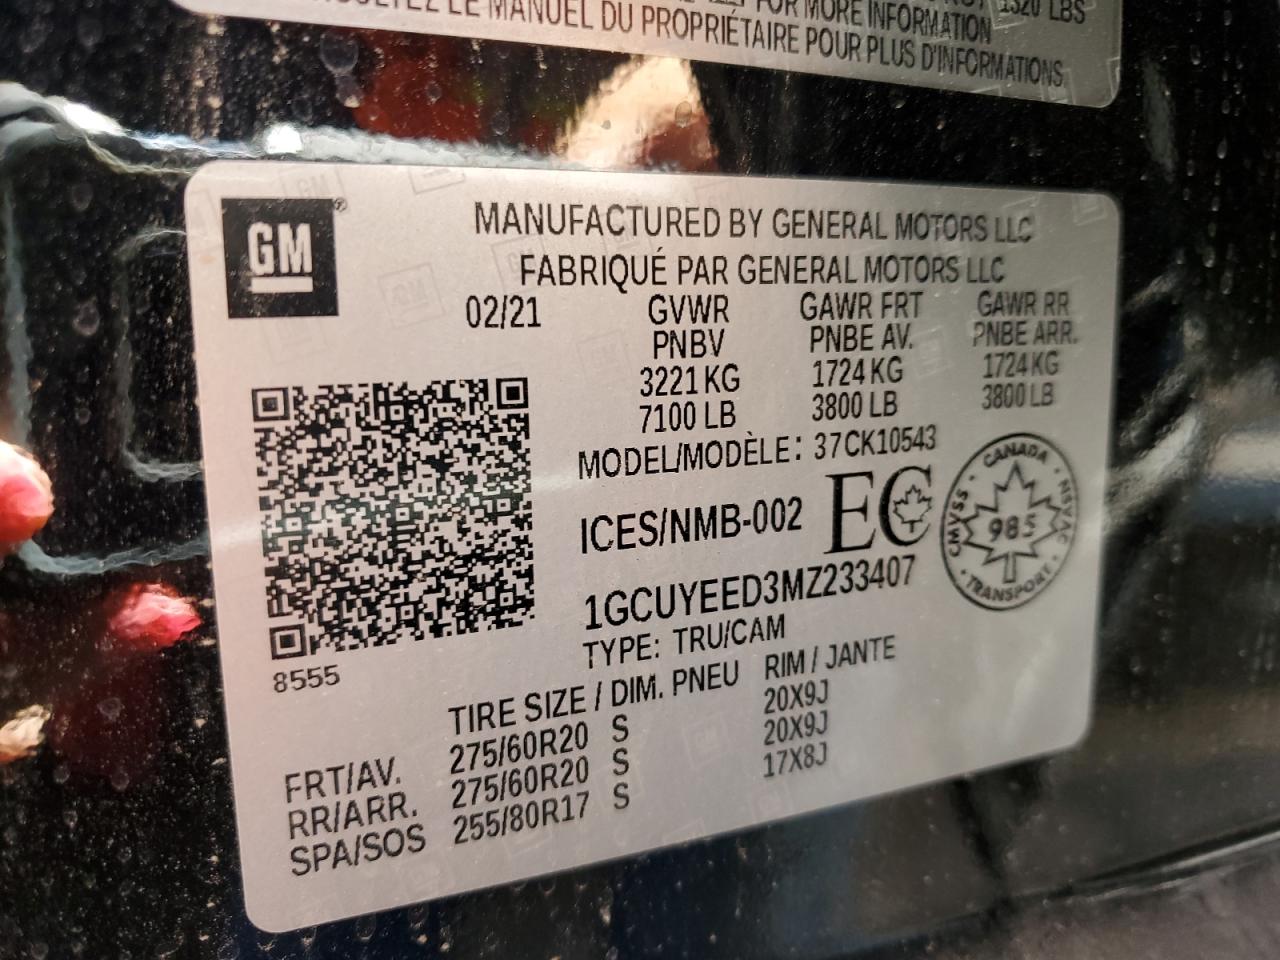 1320 LBS
FOR MORE INFORMATION
LE MANUEL DU PROPRIÉTAIRE POUR PLUS D'INFORMATIONS.
GM®
MANUFACTURED BY GENERAL MOTORS LLC
FABRIQUÉ PAR GENERAL MOTORS LLC
02/21 GVWR GAWR FRT GAWR RR
PNBV PNBE AV. PNBE ARR.
3221 KG 1724 KG 1724 KG
7100 LB 3800 LB 3800 LB
MODEL/MODÈLE: 37CK10543
ICES/NMB-002 EC
CANADA
CMVSS 985 NSVAC
TRANSPORT
1GCUYEED3MZ233407
TYPE: TRU/CAM
8555
TIRE SIZE / DIM. PNEU RIM / JANTE
FRT/AV. 275/60R20 S 20X9J
RR/ARR. 275/60R20 S 20X9J
SPA/SOS 255/80R17 S 17X8J